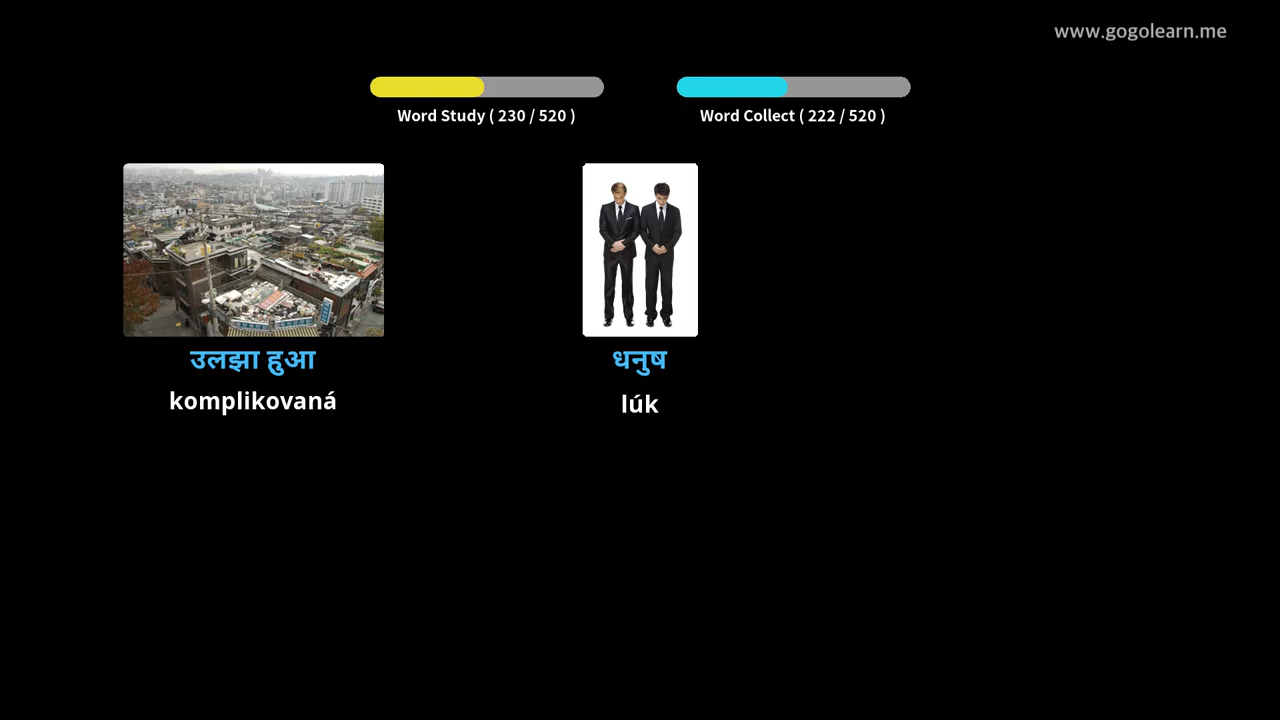 www.gogolearn.me
Word Study ( 230 / 520 )
Word Collect ( 222 / 520 )
उलझा हुआ
komplikovaná
धनुष
lúk